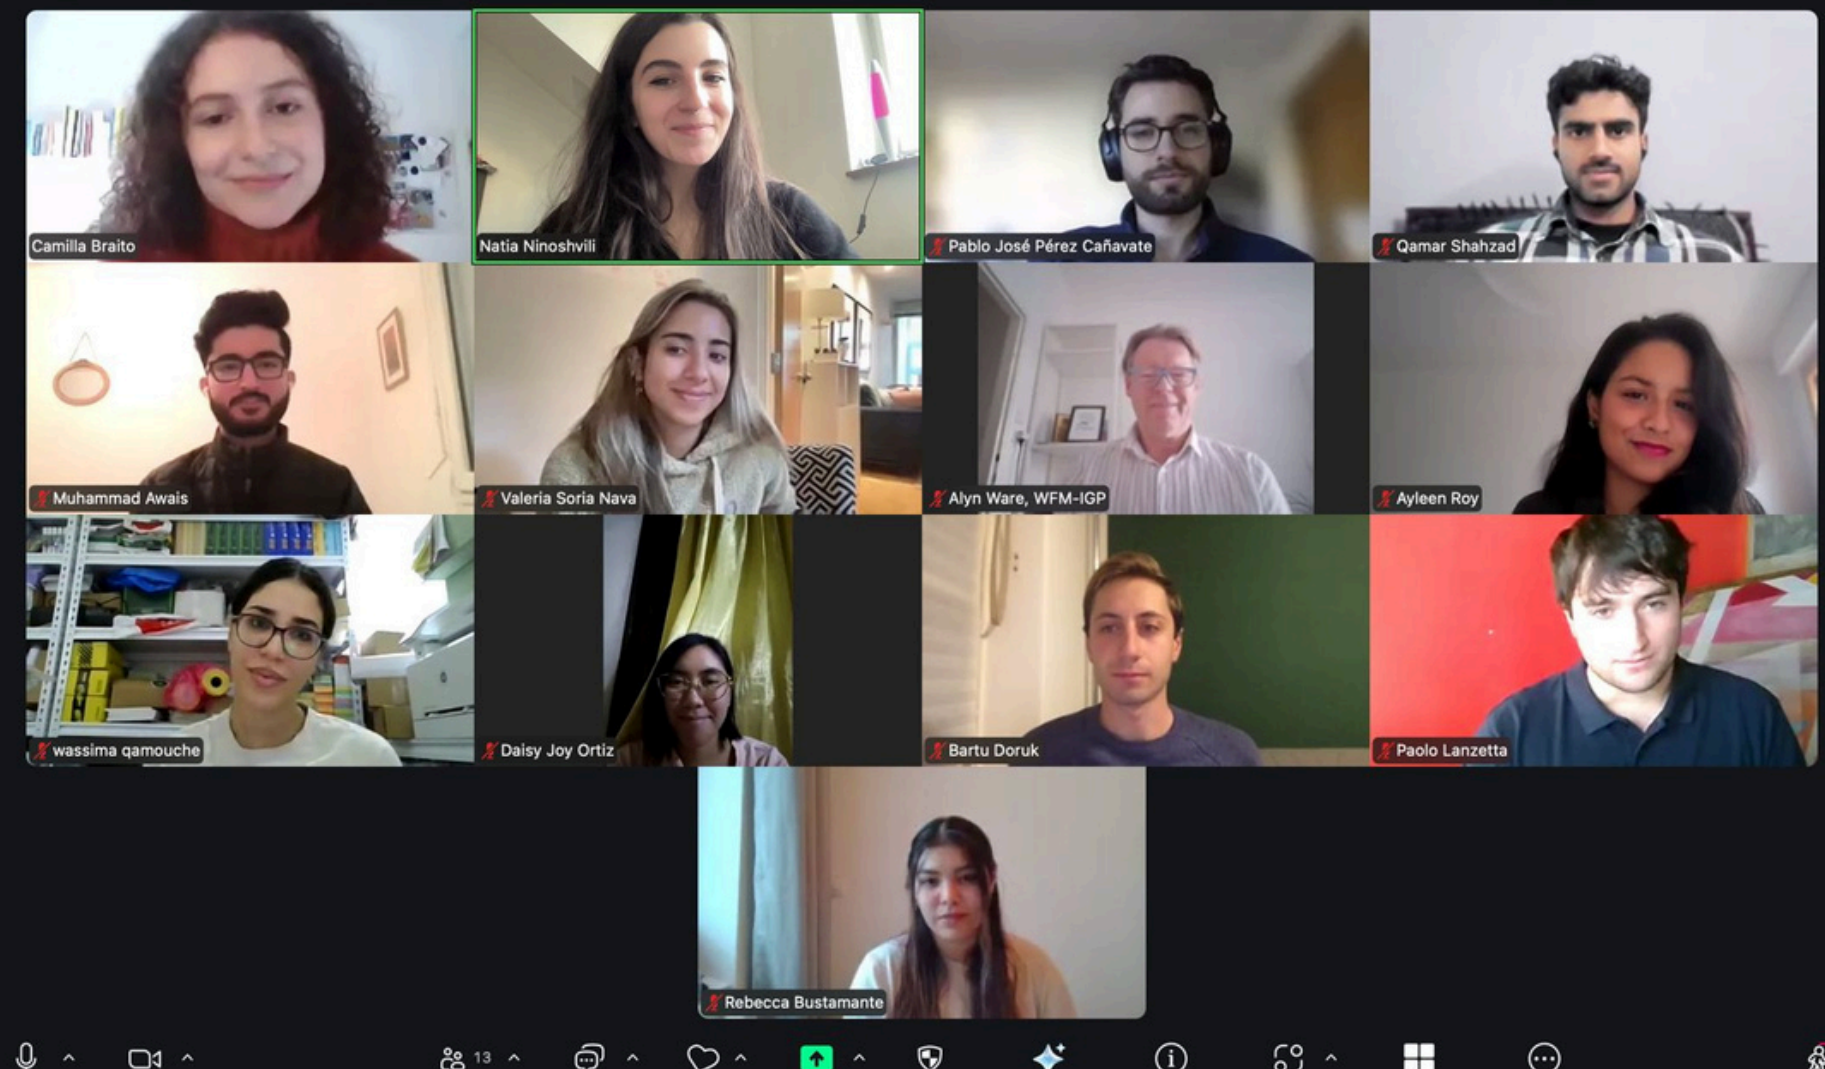 Camilla Braito
Natia Ninoshvili
Pablo José Pérez Cañavate
Qamar Shahzad
Muhammad Awais
Valeria Soria Nava
Alyn Ware, WFM-IGP
Ayleen Roy
wassima qamouche
Daisy Joy Ortiz
Bartu Doruk
Paolo Lanzetta
Rebecca Bustamante
13